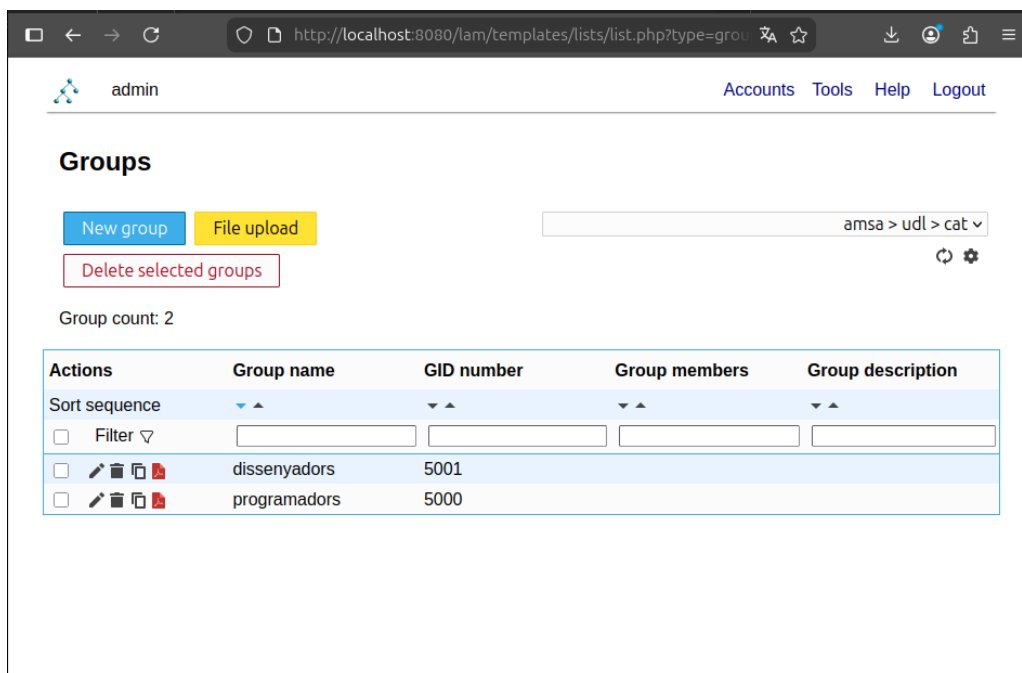 http://localhost:8080/lam/templates/lists/list.php?type=grou
admin Accounts Tools Help Logout
Groups
New group File upload amsa > udl > cat
Delete selected groups
Group count: 2
Actions Group name GID number Group members Group description
Sort sequence
Filter
dissenyadors 5001
programadors 5000